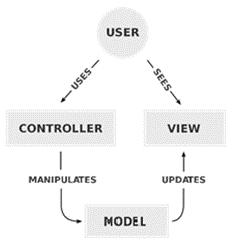 USER
USES
SEES
CONTROLLER
VIEW
MANIPULATES
UPDATES
MODEL